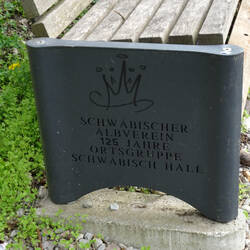 SCHWÄBISCHER
ALBVEREIN
125 JAHRE
ORTSGRUPPE
SCHWÄBISCH HALL